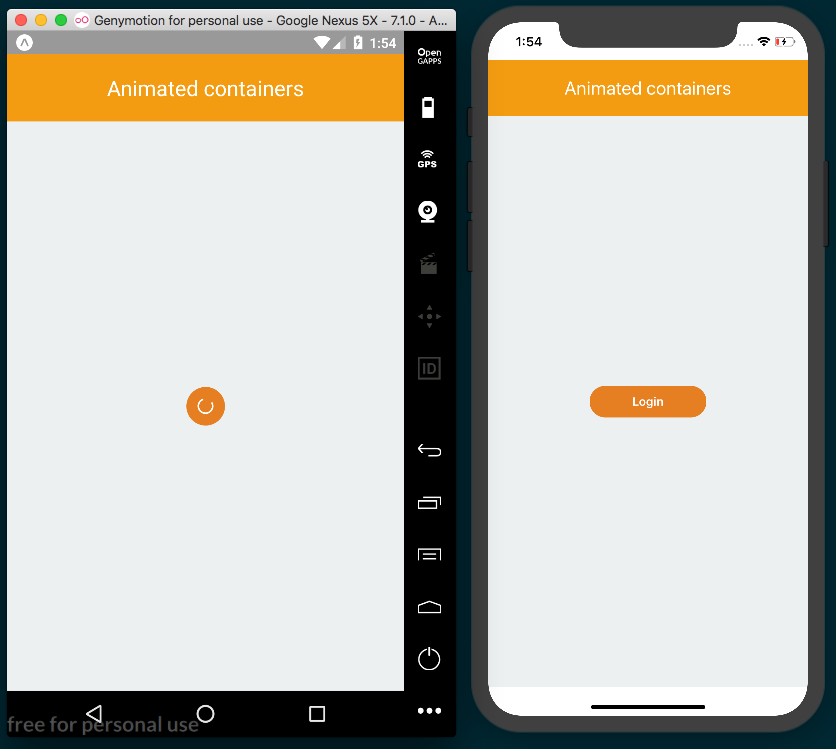 Genymotion for personal use - Google Nexus 5X - 7.1.0 - A...
1:54
Animated containers
Open
GAPPS
GPS
ID
free for personal use
1:54
Animated containers
Login